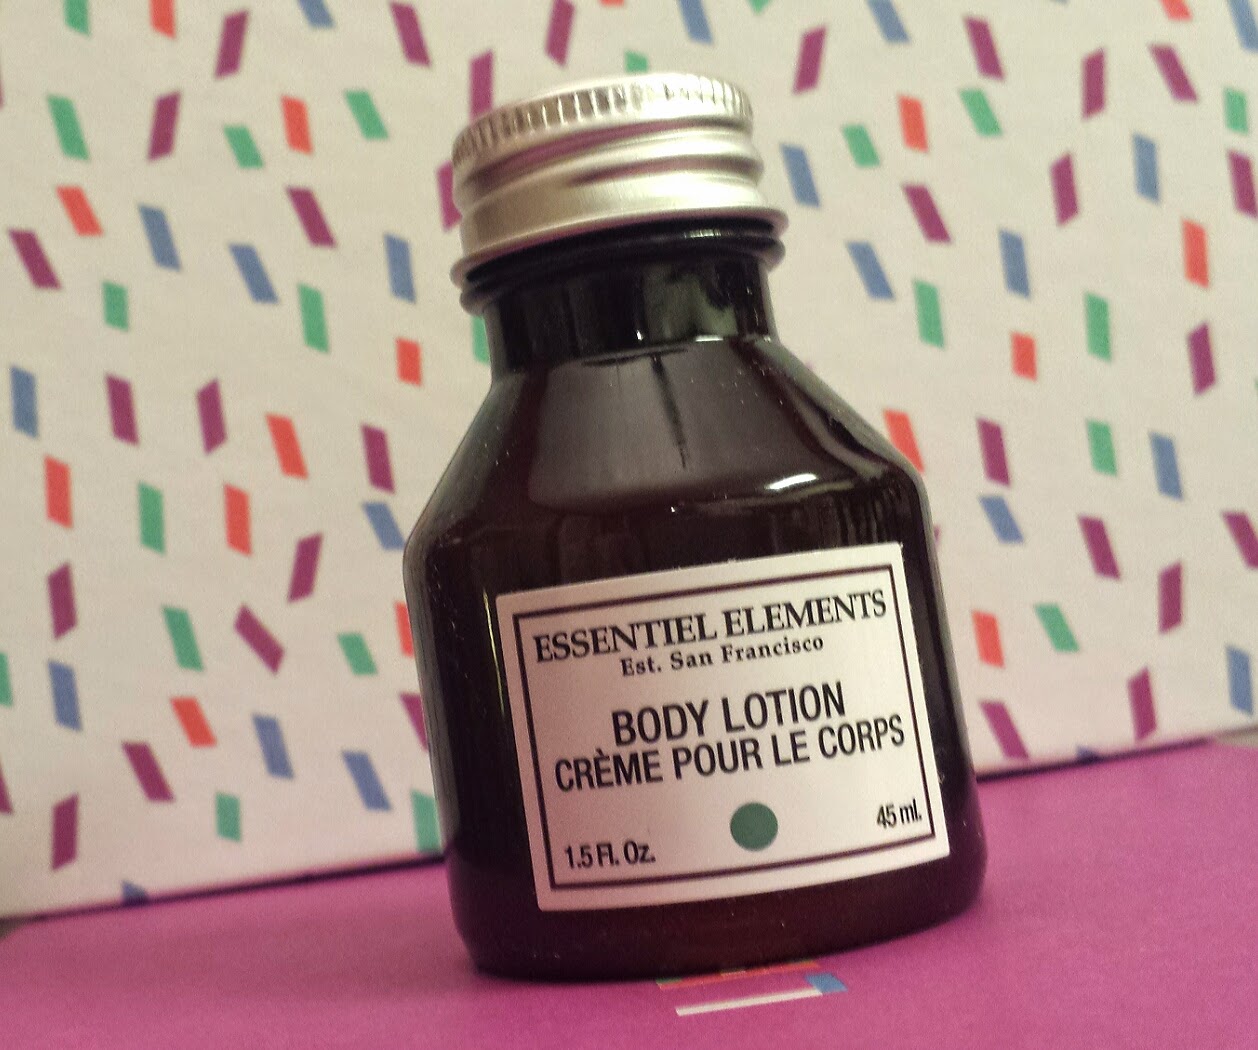 ESSENTIEL ELEMENTS
Est. San Francisco
BODY LOTION
CRÈME POUR LE CORPS
1.5 Fl. Oz.
45 ml.